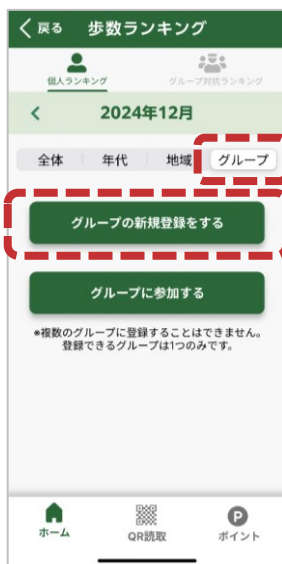 戻る 歩数ランキング
個人ランキング グループ対抗ランキング
2024年12月
全体 年代 地域 グループ
グループの新規登録をする
グループに参加する
※複数のグループに登録することはできません。
登録できるグループは1つのみです。
P
ホーム QR読取 ポイント